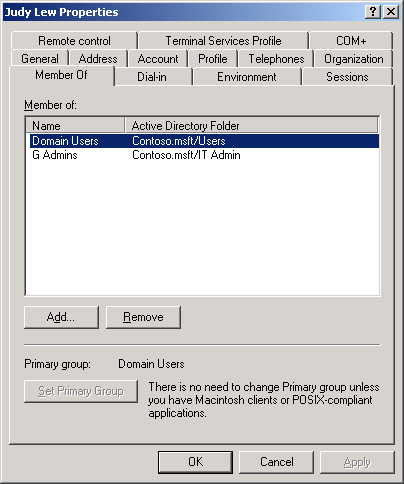 Judy Lew Properties
Remote control Terminal Services Profile COM+
General Address Account Profile Telephones Organization
Member Of Dial-in Environment Sessions
Member of:
Name Active Directory Folder
Domain Users Contoso.msft/Users
G Admins Contoso.msft/IT Admin
Add... Remove
Primary group: Domain Users
Set Primary Group
There is no need to change Primary group unless
you have Macintosh clients or POSIX-compliant
applications.
OK Cancel Apply